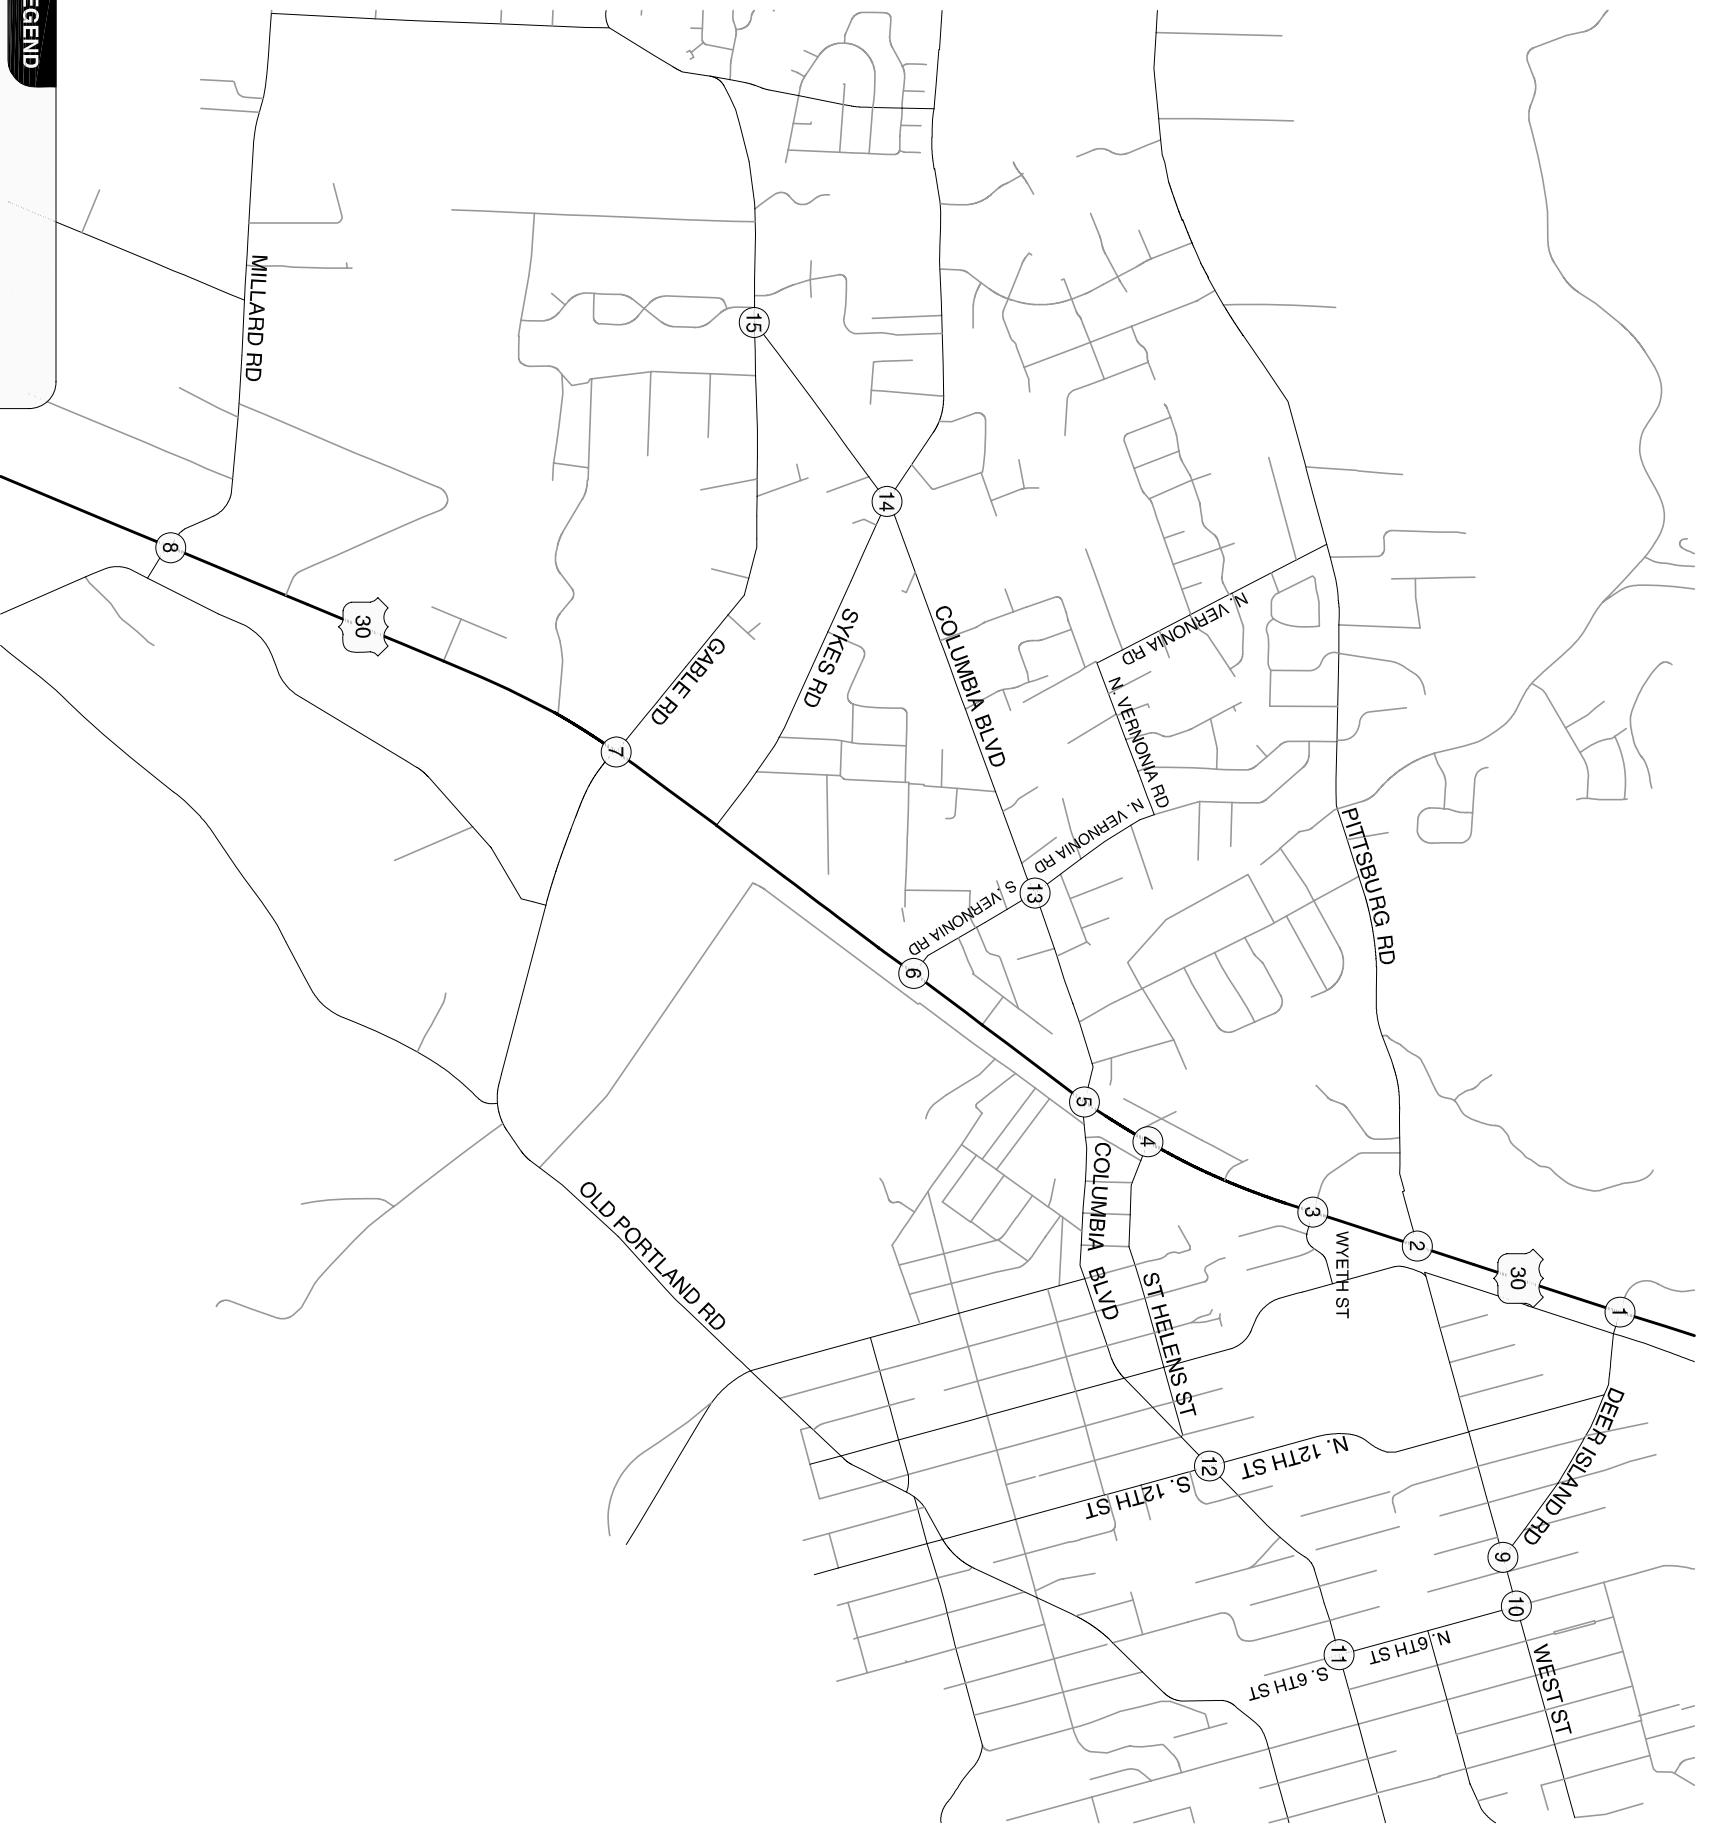 EGEND
MILLARD RD
15
14
8
30
GABLE RD
SYKES RD
COLUMBIA BLVD
N. VERNONIA RD
N. VERNONIA RD
7
N. VERNONIA RD
13
S. VERNONIA RD
PITTSBURG RD
6
5
4
COLUMBIA BLVD
OLD PORTLAND RD
3
2
WYETH ST
30
1
ST HELENS ST
DEER ISLAND RD
12
N. 12TH ST
S. 12TH ST
9
10
11
N. 6TH ST
S. 6TH ST
WEST ST